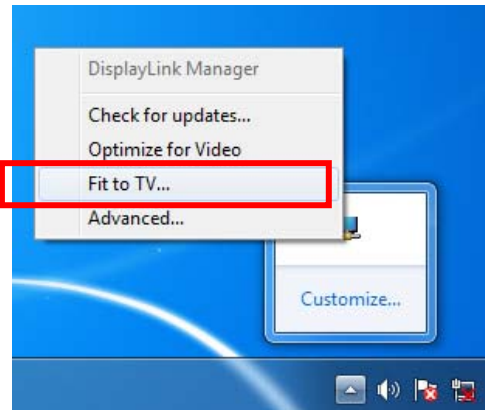 DisplayLink Manager
Check for updates...
Optimize for Video
Fit to TV...
Advanced...
Customize...